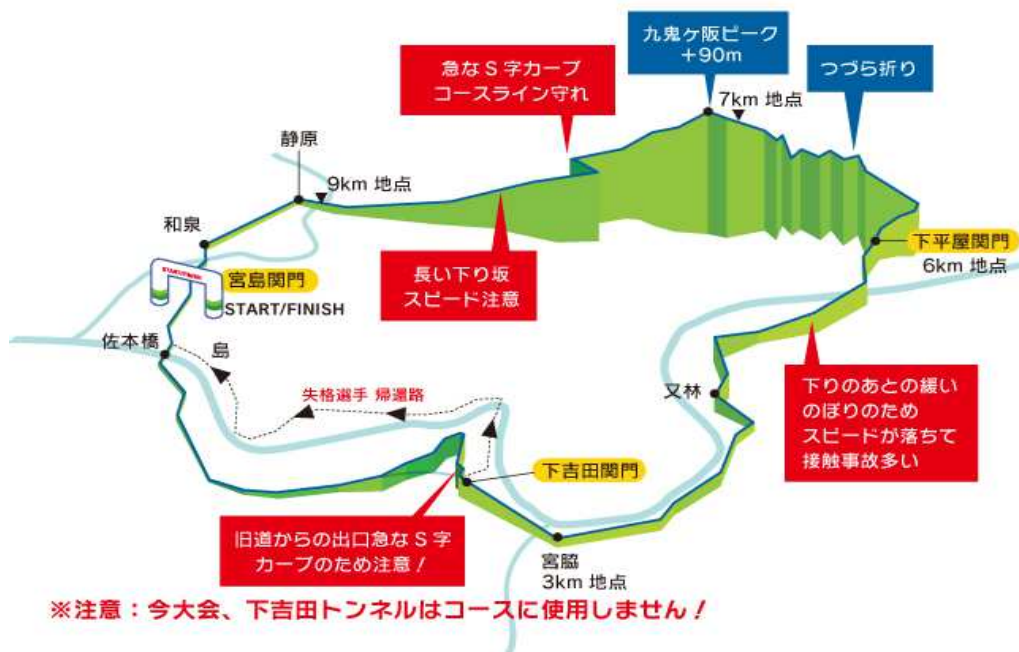 九鬼ヶ阪ピーク
+90m
急なS字カーブ
コースライン守れ
つづら折り
7km 地点
静原
9km 地点
和泉
START/FINISH
宮島関門
START/FINISH
長い下り坂
スピード注意
下平屋関門
6km 地点
佐本橋
島
失格選手 帰還路
又林
下りのあとの緩い
のぼりのため
スピードが落ちて
接触事故多い
下吉田関門
旧道からの出口急なS字
カーブのため注意！
宮脇
3km 地点
※注意：今大会、下吉田トンネルはコースに使用しません！